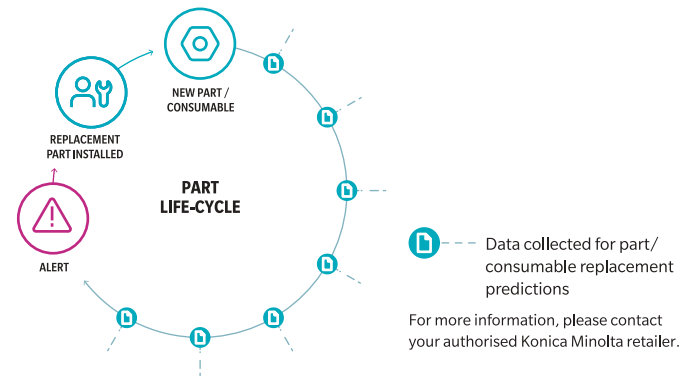 NEW PART /
CONSUMABLE
REPLACEMENT
PART INSTALLED
PART
LIFE-CYCLE
ALERT
Data collected for part/
consumable replacement
predictions
For more information, please contact
your authorised Konica Minolta retailer.